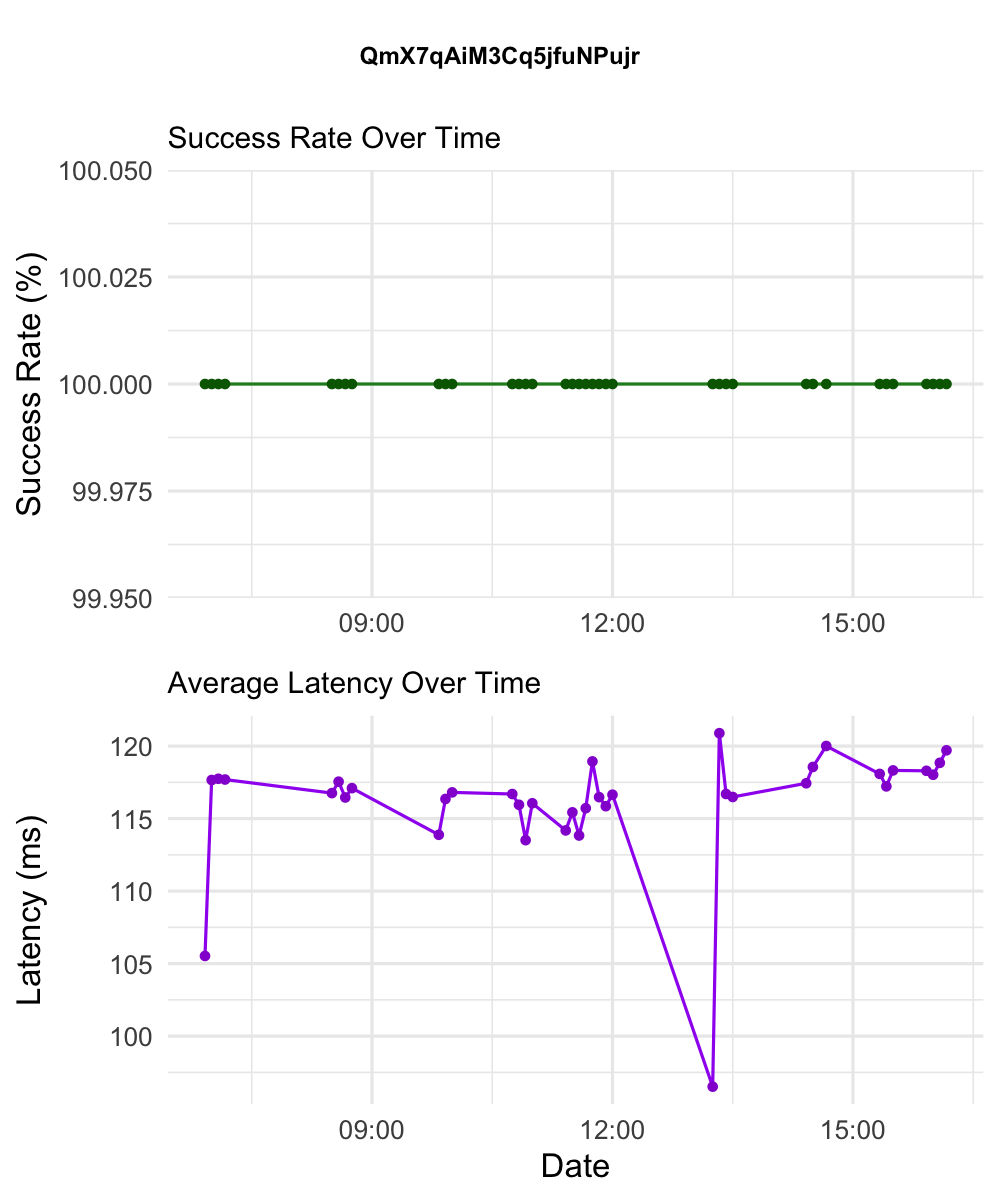 QmX7qAiM3Cq5jfuNPujr
Success Rate Over Time
Success Rate (%)
100.050
100.025
100.000
99.975
99.950
09:00 12:00 15:00
Average Latency Over Time
Latency (ms)
120
115
110
105
100
09:00 12:00 15:00
Date